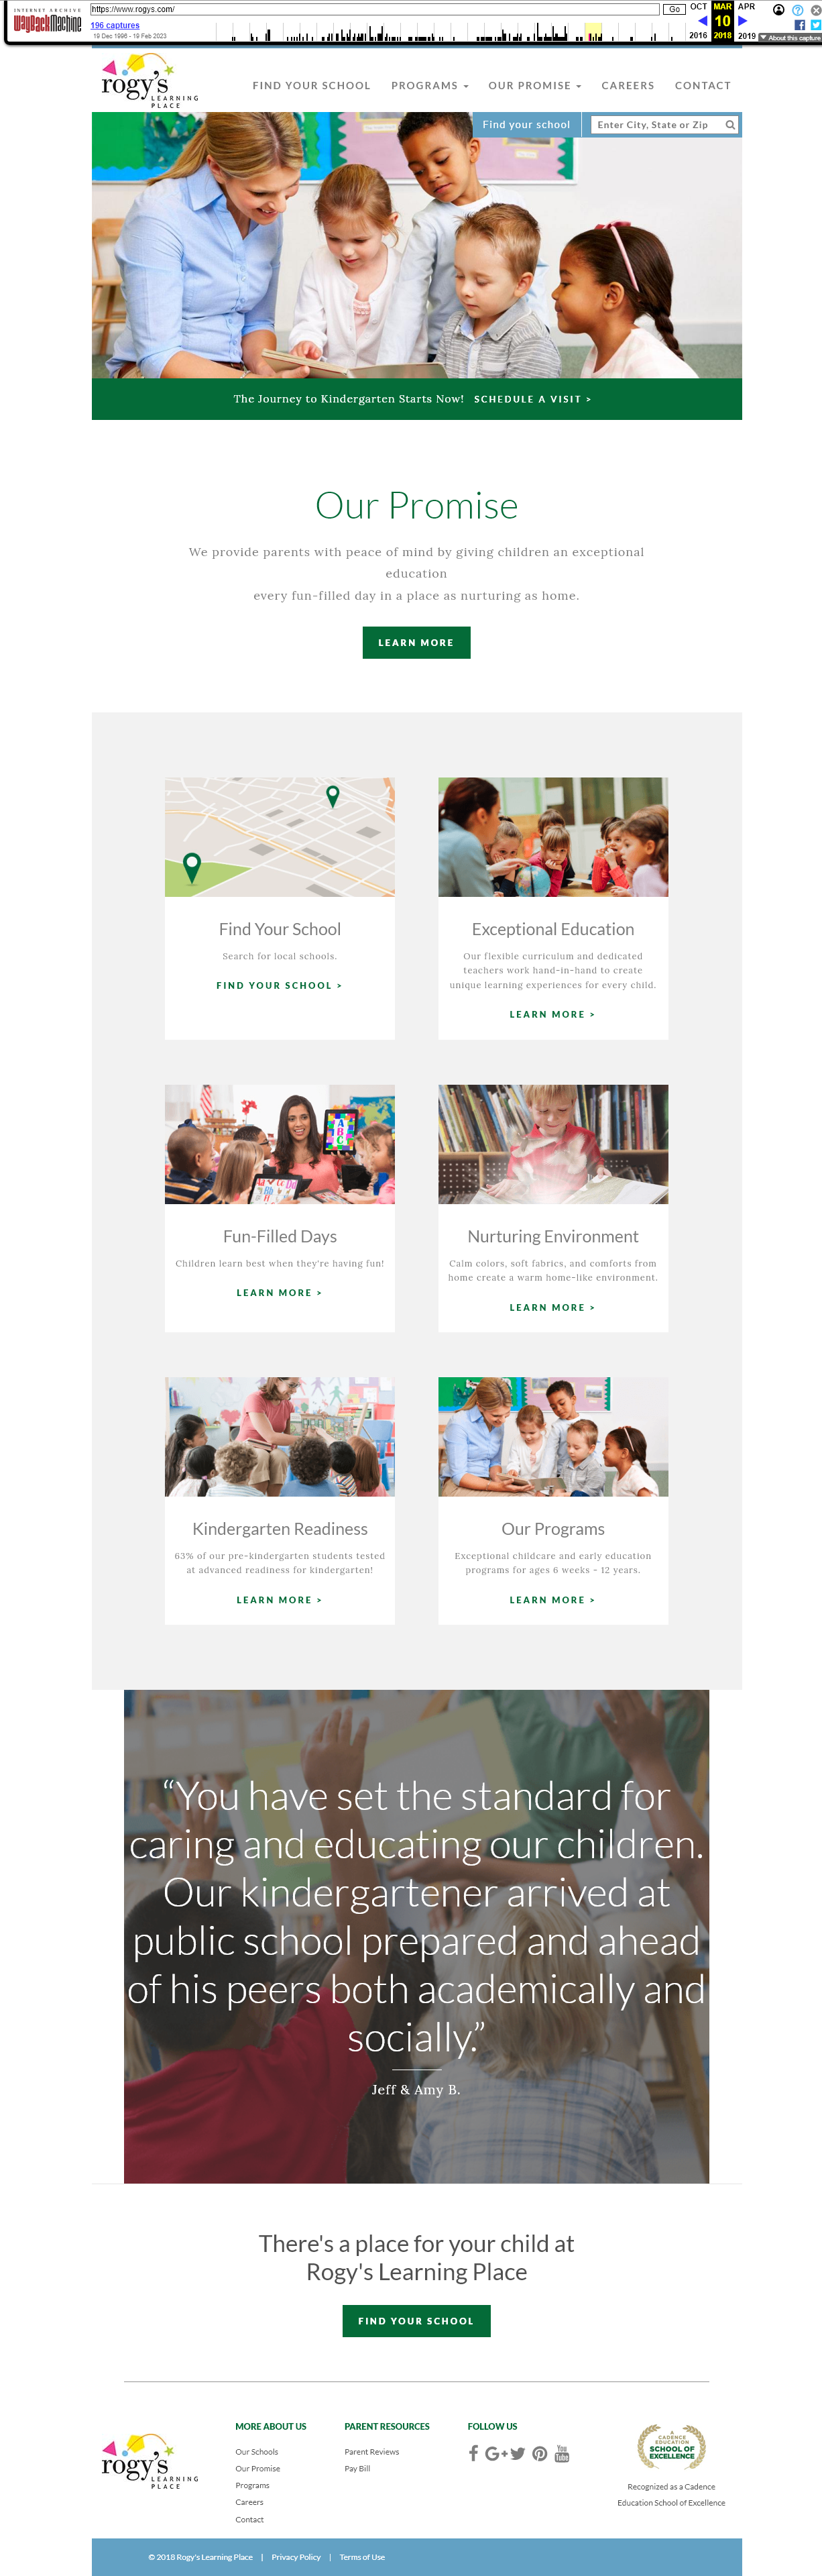 INTERNET ARCHIVE
WayBackMachine
https://www.rogys.com/
Go
196 captures
19 Dec 1996 - 19 Feb 2023
OCT MAR APR
10
2016 2018 2019
About this capture
rogy's
LEARNING
PLACE
FIND YOUR SCHOOL PROGRAMS OUR PROMISE CAREERS CONTACT
Find your school Enter City, State or Zip
The Journey to Kindergarten Starts Now! SCHEDULE A VISIT >
Our Promise
We provide parents with peace of mind by giving children an exceptional
education
every fun-filled day in a place as nurturing as home.
LEARN MORE
Find Your School
Search for local schools.
FIND YOUR SCHOOL >
Exceptional Education
Our flexible curriculum and dedicated
teachers work hand-in-hand to create
unique learning experiences for every child.
LEARN MORE >
A
B
C
Fun-Filled Days
Children learn best when they're having fun!
LEARN MORE >
Nurturing Environment
Calm colors, soft fabrics, and comforts from
home create a warm home-like environment.
LEARN MORE >
Kindergarten Readiness
63% of our pre-kindergarten students tested
at advanced readiness for kindergarten!
LEARN MORE >
Our Programs
Exceptional childcare and early education
programs for ages 6 weeks - 12 years.
LEARN MORE >
“You have set the standard for
caring and educating our children.
Our kindergartener arrived at
public school prepared and ahead
of his peers both academically and
socially.”
Jeff & Amy B.
There's a place for your child at
Rogy's Learning Place
FIND YOUR SCHOOL
rogy's
LEARNING
PLACE
MORE ABOUT US
Our Schools
Our Promise
Programs
Careers
Contact
PARENT RESOURCES
Parent Reviews
Pay Bill
FOLLOW US
You
Tube
A
CADENCE
EDUCATION
SCHOOL OF
EXCELLENCE
Recognized as a Cadence
Education School of Excellence
© 2018 Rogy's Learning Place | Privacy Policy | Terms of Use